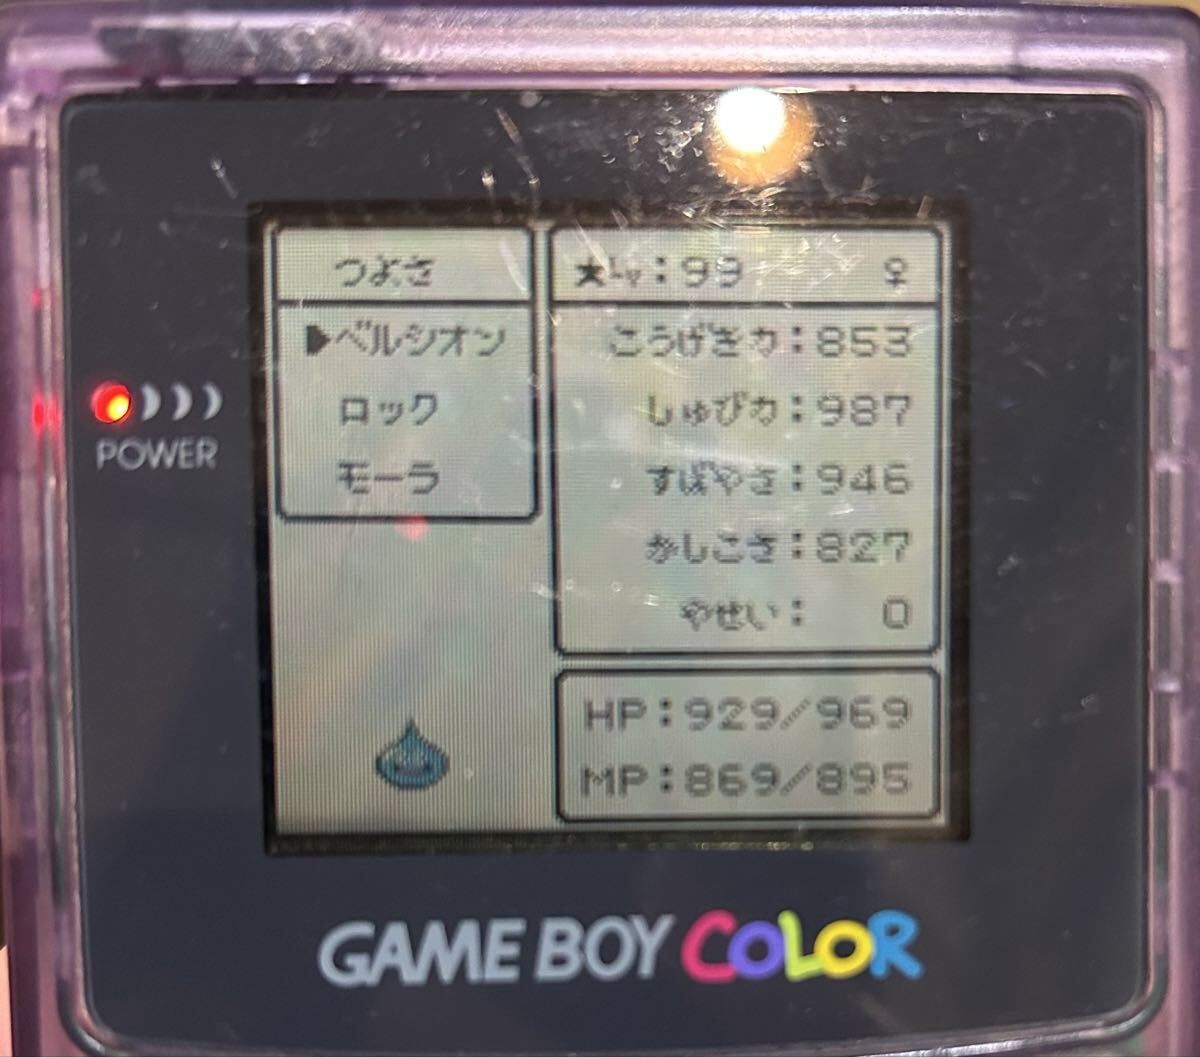 つよさ
▶ベルシオン
ロック
モーラ
★+:99 ♀
こうげき力:853
しゅび力:987
すばやさ:946
かしこさ:827
やせい: 0
HP:929/969
MP:869/895
POWER
GAME BOY COLOR